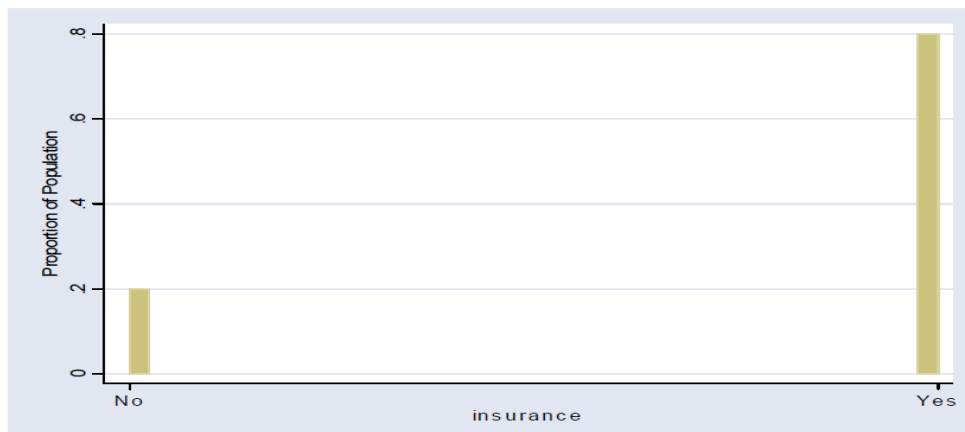 Proportion of Population
.8
.6
.4
.2
0
No
Yes
insurance